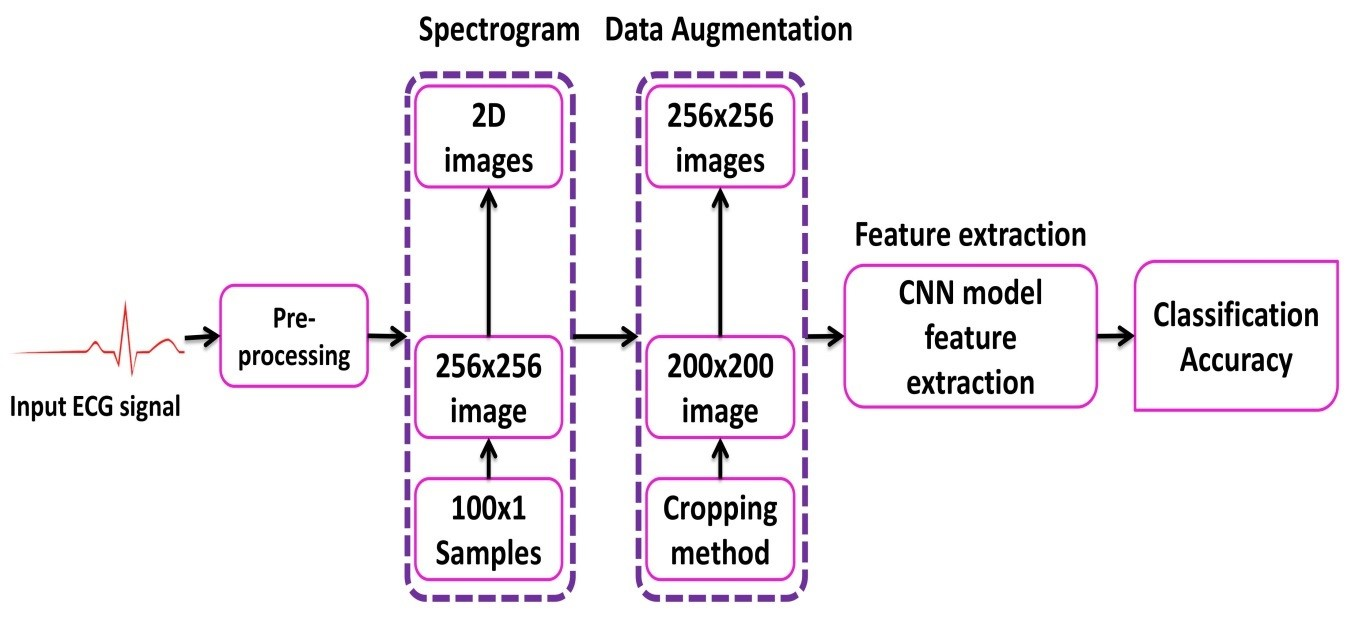 Spectrogram
Data Augmentation
2D
images
256x256
images
256x256
image
200x200
image
100x1
Samples
Cropping
method
Input ECG signal
Pre-
processing
Feature extraction
CNN model
feature
extraction
Classification
Accuracy